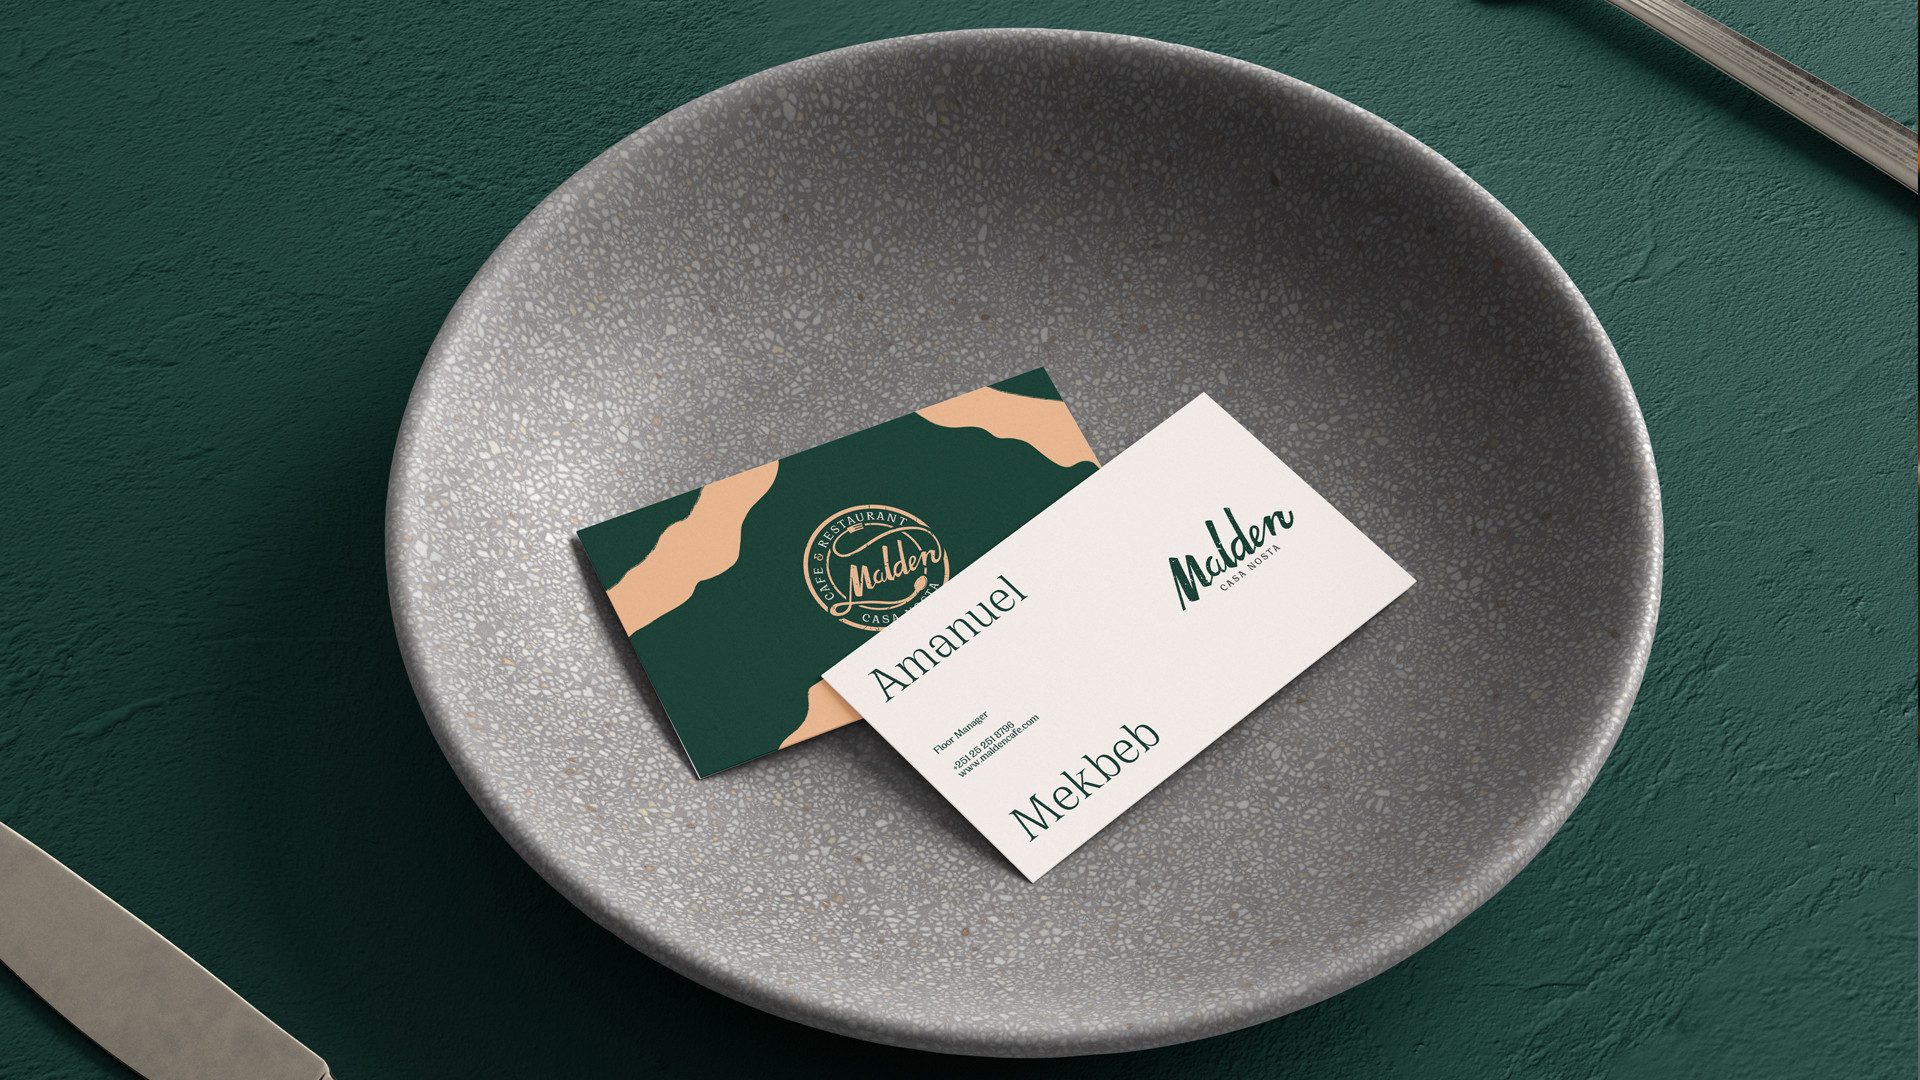 CAFE & RESTAURANT
Malden
CASA NOSTA
Malden
CASA NOSTA
Amanuel
Floor Manager
+251 25 251 8796
www.maldencafe.com
Mekbeb